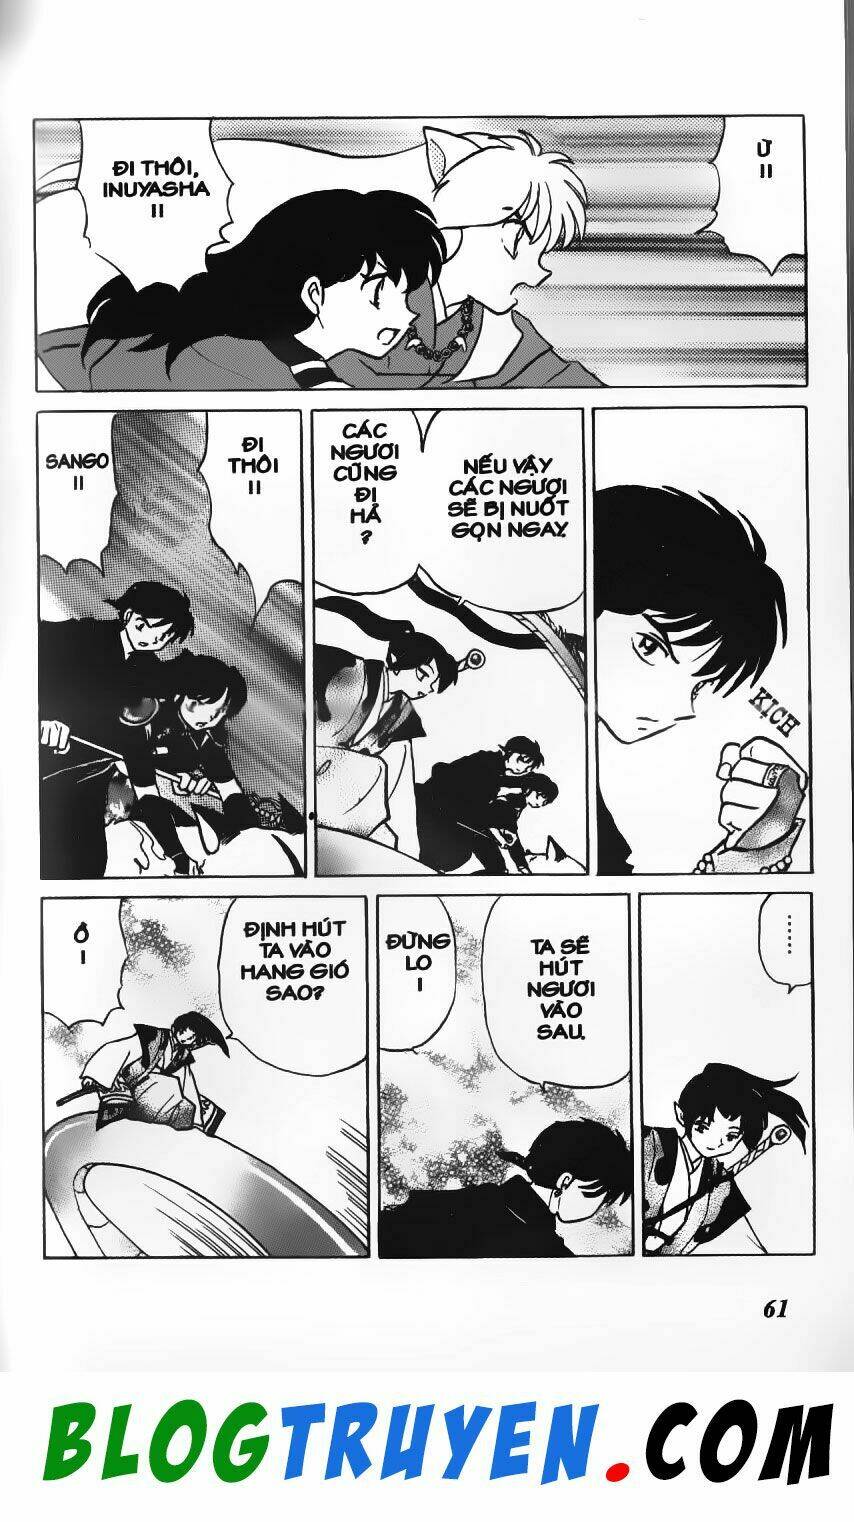 ĐI THÔI,
INUYASHA
!!
Ừ
!!
SANGO
!!
ĐI
THÔI
!!
CÁC
NGƯƠI
CŨNG
ĐI
HẢ
?
NẾU VẬY
CÁC NGƯỢI
SẼ BỊ NUỐT
GỌN NGAY.
KỊCH
Ô
!
ĐỊNH HÚT
TA VÀO
HANG GIÓ
SAO?
ĐỪNG
LO
!
TA SẼ
HÚT
NGƯƠI
VÀO
SAU.
......
61
BLOGTRUYEN.COM